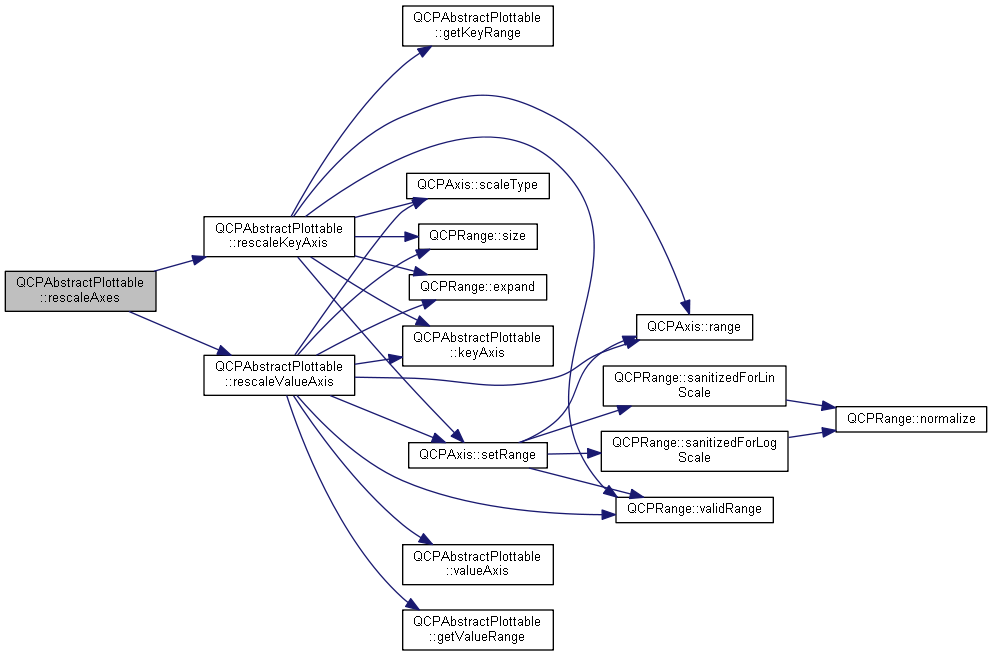 QCPAbstractPlottable
::getKeyRange
QCPAxis::scaleType
QCPAbstractPlottable
::rescaleKeyAxis
QCPRange::size
QCPAbstractPlottable
::rescaleAxes
QCPRange::expand
QCPAxis::range
QCPAbstractPlottable
::keyAxis
QCPAbstractPlottable
::rescaleValueAxis
QCPRange::sanitizedForLin
Scale
QCPRange::normalize
QCPAxis::setRange
QCPRange::sanitizedForLog
Scale
QCPRange::validRange
QCPAbstractPlottable
::valueAxis
QCPAbstractPlottable
::getValueRange